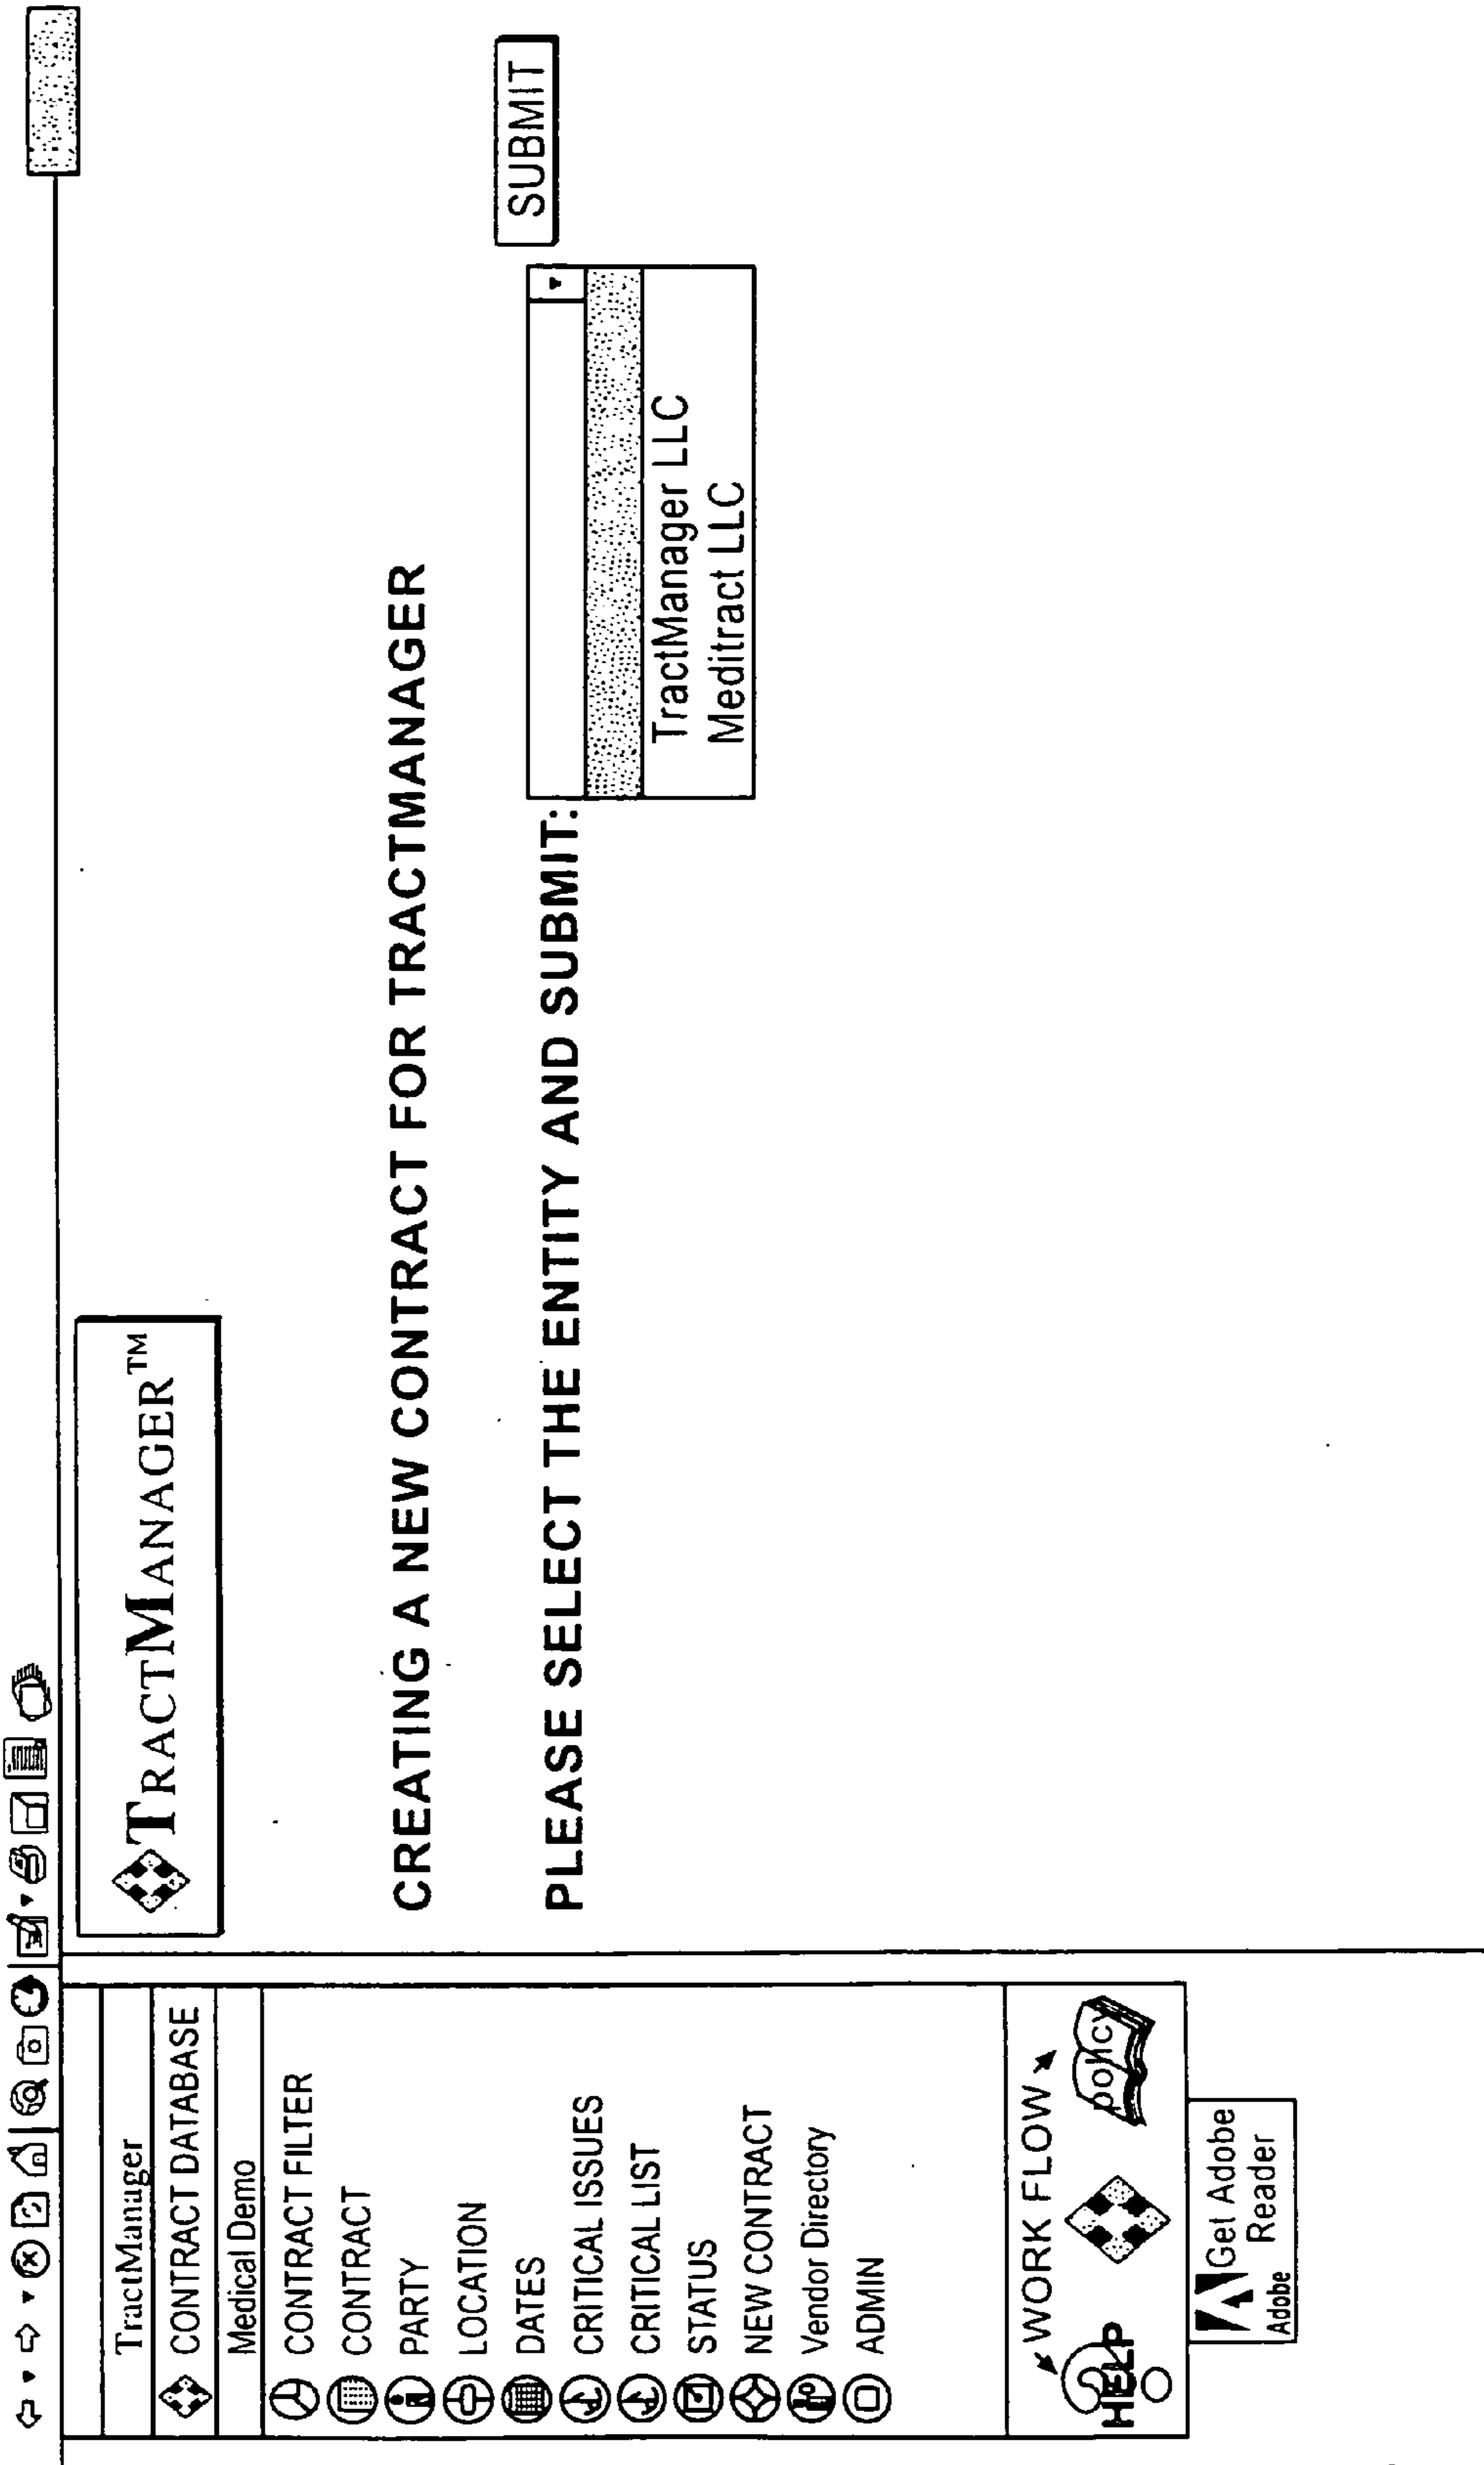 TractManager
CONTRACT DATABASE
Medical Demo
CONTRACT FILTER
CONTRACT
PARTY
LOCATION
DATES
CRITICAL ISSUES
CRITICAL LIST
STATUS
NEW CONTRACT
Vendor Directory
ADMIN
WORK FLOW
HELP
policy
Adobe
Get Adobe
Reader
TRACTMANAGER™
CREATING A NEW CONTRACT FOR TRACTMANAGER
PLEASE SELECT THE ENTITY AND SUBMIT:
SUBMIT
TractManager LLC
Meditract LLC